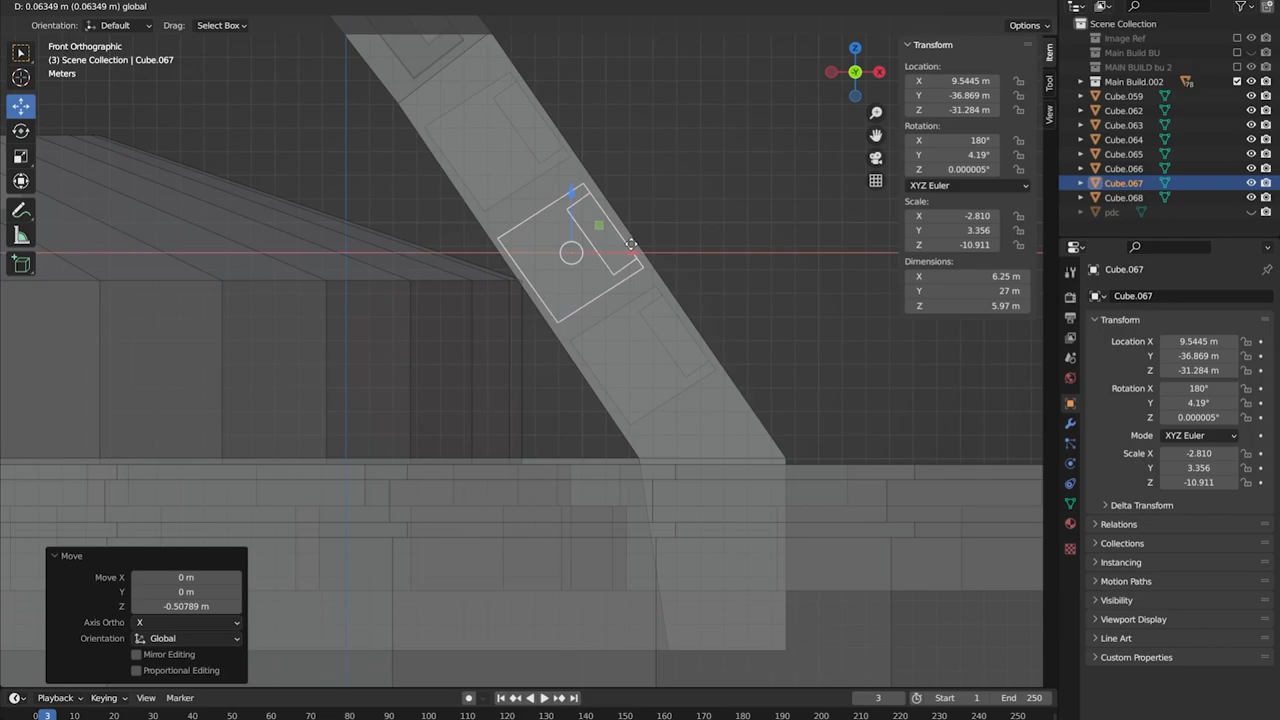 D: 0.06349 m (0.06349 m) global
Orientation: Default Drag: Select Box Options
Front Orthographic
(3) Scene Collection | Cube.067
Meters
Z
Y
X
Transform
Location:
X 9.5445 m
Y -36.869 m
Z -31.284 m
Rotation:
X 180°
Y 4.19°
Z 0.000005°
XYZ Euler
Scale:
X -2.810
Y 3.356
Z -10.911
Dimensions:
X 6.25 m
Y 27 m
Z 5.97 m
Item
Tool
View
Scene Collection
Image Ref
Main Build BU
MAIN BUILD bu 2
Main Build.002 78
Cube.059
Cube.062
Cube.063
Cube.064
Cube.065
Cube.066
Cube.067
Cube.068
pdc
Cube.067
Cube.067
Transform
Location X 9.5445 m
Y -36.869 m
Z -31.284 m
Rotation X 180°
Y 4.19°
Z 0.000005°
Mode XYZ Euler
Scale X -2.810
Y 3.356
Z -10.911
Delta Transform
Relations
Collections
Instancing
Motion Paths
Visibility
Viewport Display
Line Art
Custom Properties
Move
Move X 0 m
Y 0 m
Z -0.50789 m
Axis Ortho X
Orientation Global
Mirror Editing
Proportional Editing
Playback Keying View Marker 3 Start 1 End 250
3 10 20 30 40 50 60 70 80 90 100 110 120 130 140 150 160 170 180 190 200 210 220 230 240 250